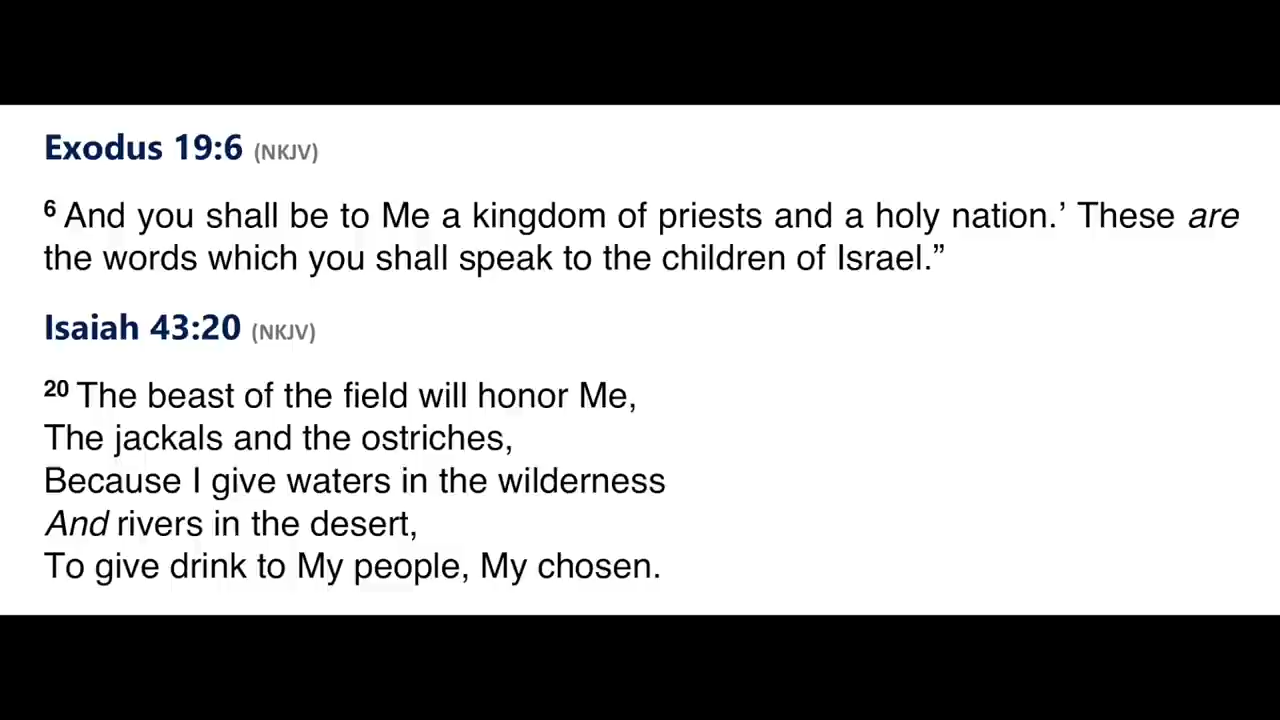 Exodus 19:6 (NKJV)
6 And you shall be to Me a kingdom of priests and a holy nation.’ These are
the words which you shall speak to the children of Israel.”
Isaiah 43:20 (NKJV)
20 The beast of the field will honor Me,
The jackals and the ostriches,
Because I give waters in the wilderness
And rivers in the desert,
To give drink to My people, My chosen.